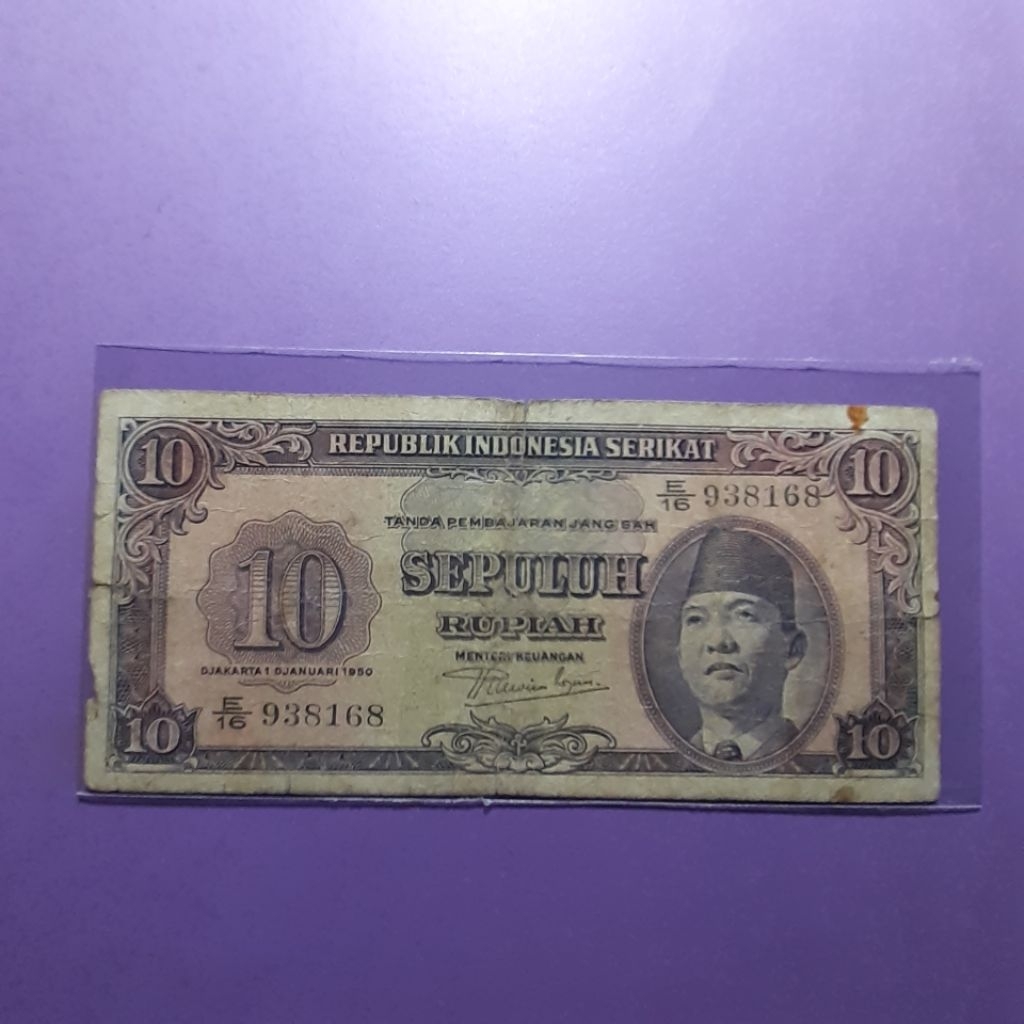 10 REPUBLIK INDONESIA SERIKAT 10
E/16 938168
TANDA PEMBAJARAN JANG SAH
10 SEPULUH
RUPIAH
MENTERI KEUANGAN
DJAKARTA 1 DJANUARI 1950
E/16 938168
10 10